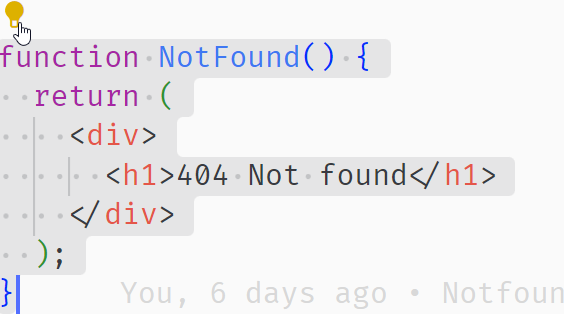 function NotFound() {
  return (
    <div>
      <h1>404 Not found</h1>
    </div>
  );
}     You, 6 days ago • Notfoun